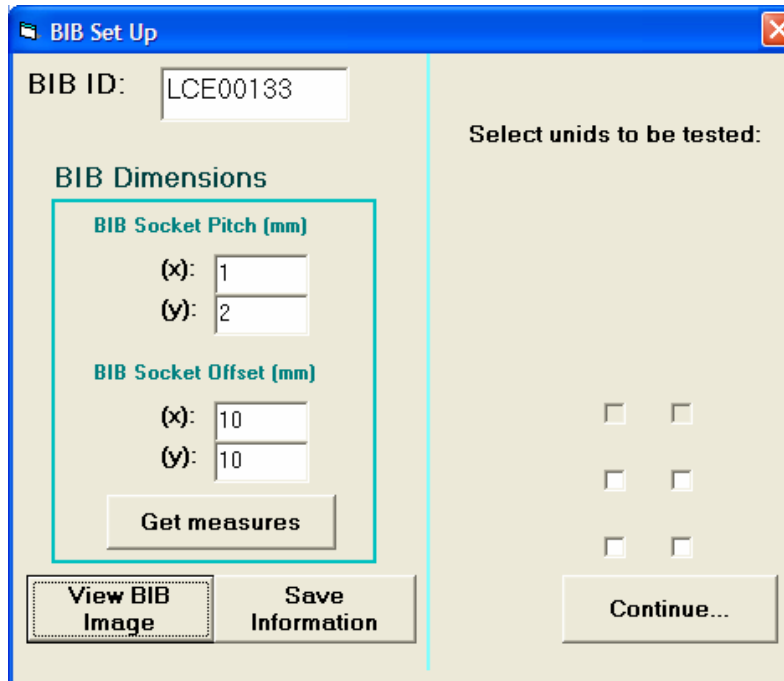 BIB Set Up
BIB ID:
LCE00133
BIB Dimensions
BIB Socket Pitch (mm)
(x): 1
(y): 2
BIB Socket Offset (mm)
(x): 10
(y): 10
Get measures
View BIB
Image
Save
Information
Select unids to be tested:
Continue...